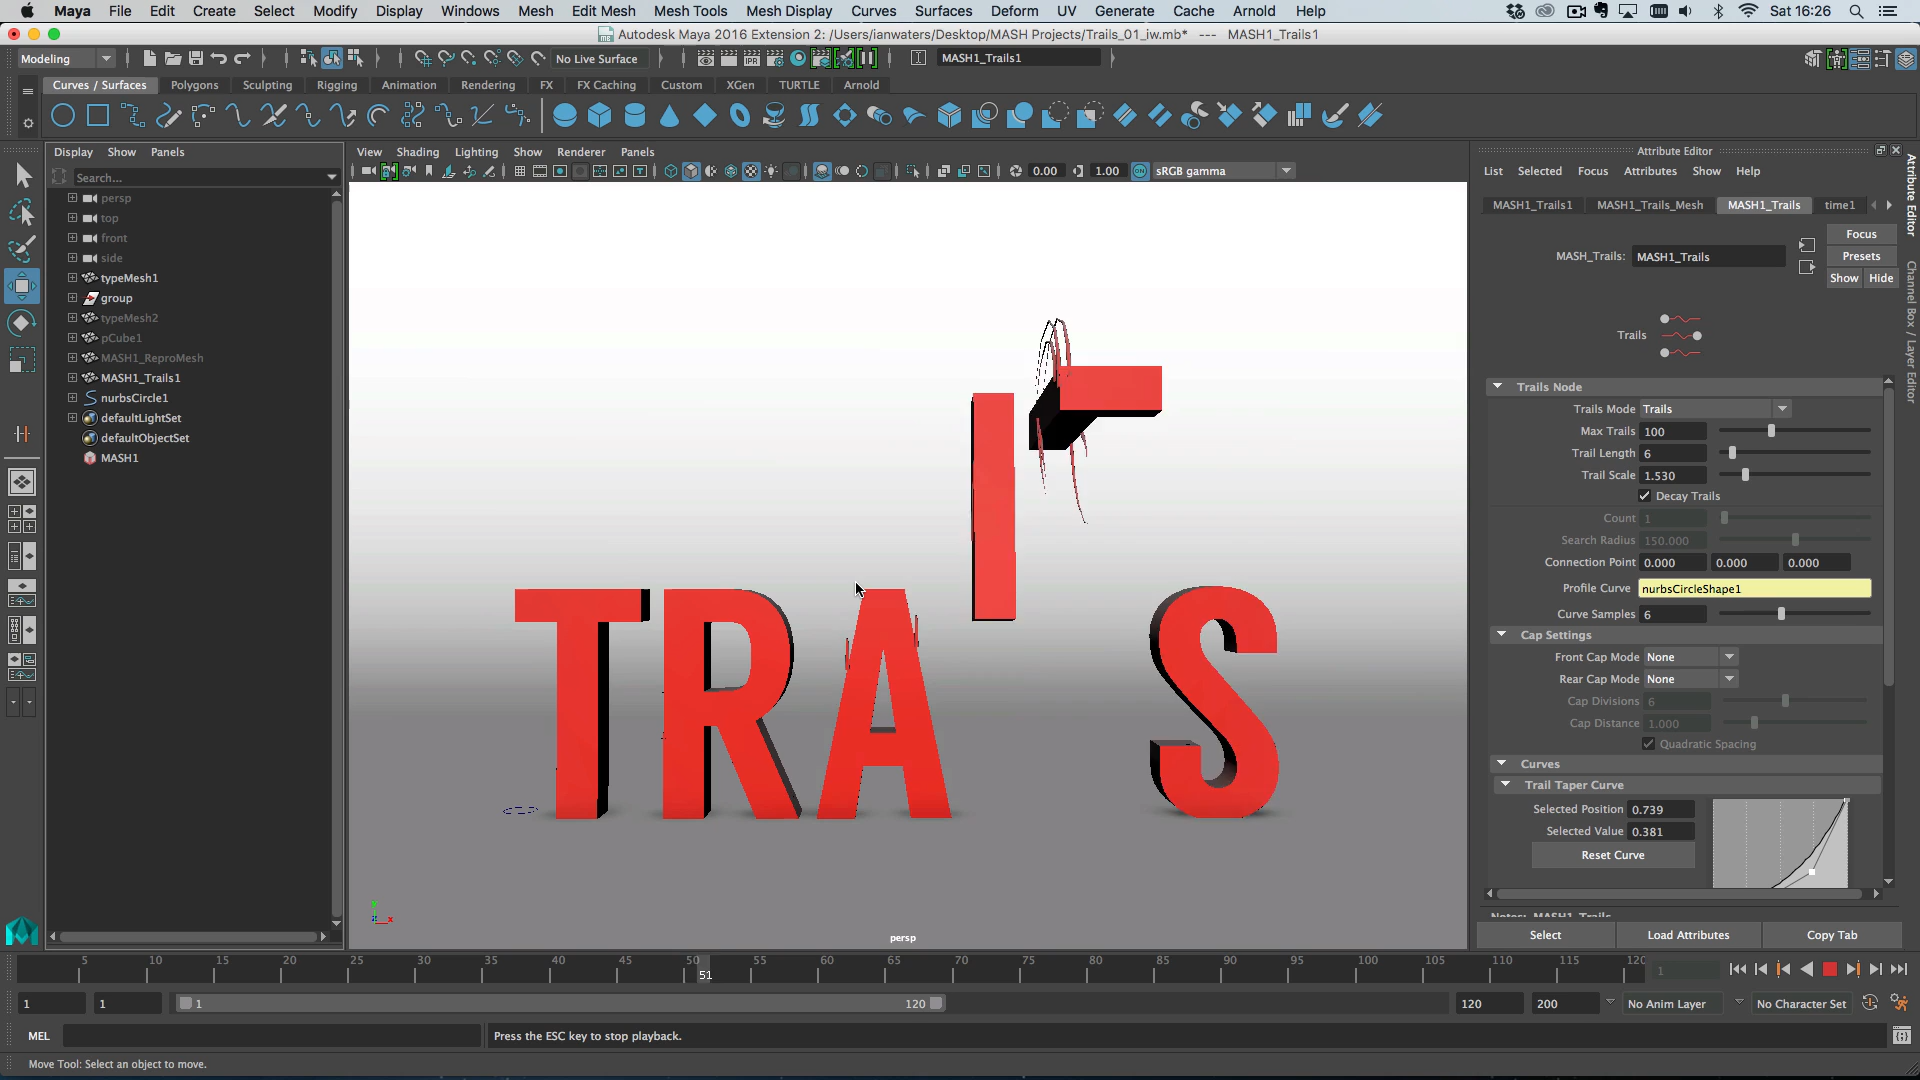 Maya File Edit Create Select Modify Display Windows Mesh Edit Mesh Mesh Tools Mesh Display Curves Surfaces Deform UV Generate Cache Arnold Help Sat 16:26
Autodesk Maya 2016 Extension 2: /Users/ianwaters/Desktop/MASH Projects/Trails_01_iw.mb* --- MASH1_Trails1
Modeling No Live Surface MASH1_Trails1
Curves / Surfaces Polygons Sculpting Rigging Animation Rendering FX FX Caching Custom XGen TURTLE Arnold
Display Show Panels
Search...
persp
top
front
side
typeMesh1
group
typeMesh2
pCube1
MASH1_ReproMesh
MASH1_Trails1
nurbsCircle1
defaultLightSet
defaultObjectSet
MASH1
View Shading Lighting Show Renderer Panels
0.00 1.00 ON sRGB gamma
TRA S
persp
Attribute Editor
List Selected Focus Attributes Show Help
MASH1_Trails1 MASH1_Trails_Mesh MASH1_Trails time1
MASH_Trails: MASH1_Trails
Focus
Presets
Show Hide
Trails
Trails Node
Trails Mode Trails
Max Trails 100
Trail Length 6
Trail Scale 1.530
Decay Trails
Count 1
Search Radius 150.000
Connection Point 0.000 0.000 0.000
Profile Curve nurbsCircleShape1
Curve Samples 6
Cap Settings
Front Cap Mode None
Rear Cap Mode None
Cap Divisions 6
Cap Distance 1.000
Quadratic Spacing
Curves
Trail Taper Curve
Selected Position 0.739
Selected Value 0.381
Reset Curve
Notes: MASH1_Trails
Select Load Attributes Copy Tab
Attribute Editor
Channel Box / Layer Editor
5 10 15 20 25 30 35 40 45 50 55 60 65 70 75 80 85 90 95 100 105 110 115 120
51
1
1 1 1 120 120 200 No Anim Layer No Character Set
MEL Press the ESC key to stop playback.
Move Tool: Select an object to move.